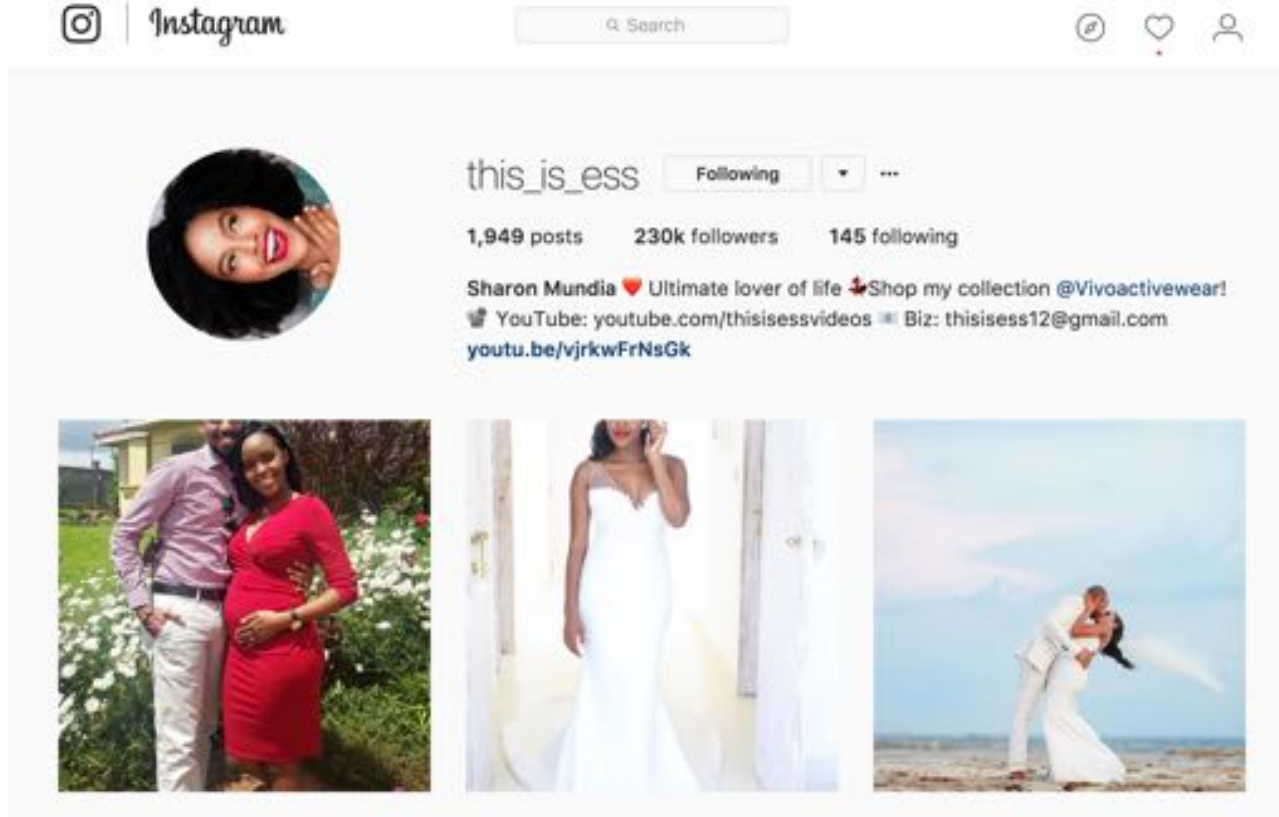 Instagram
Search
this_is_ess Following
1,949 posts 230k followers 145 following
Sharon Mundia ❤️ Ultimate lover of life 💃Shop my collection @Vivoactivewear!
📽 YouTube: youtube.com/thisisessvideos 📧 Biz: thisisess12@gmail.com
youtu.be/vjrkwFrNsGk